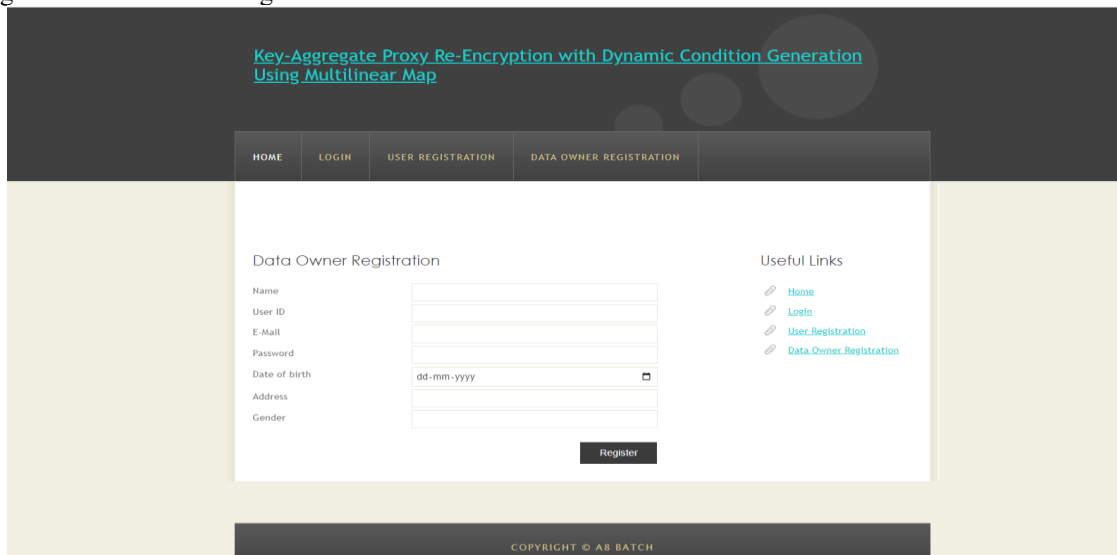 Key-Aggregate Proxy Re-Encryption with Dynamic Condition Generation
Using Multilinear Map
HOME LOGIN USER REGISTRATION DATA OWNER REGISTRATION
Data Owner Registration
Name
User ID
E-Mail
Password
Date of birth dd-mm-yyyy
Address
Gender
Register
Useful Links
Home
Login
User Registration
Data Owner Registration
COPYRIGHT © A8 BATCH